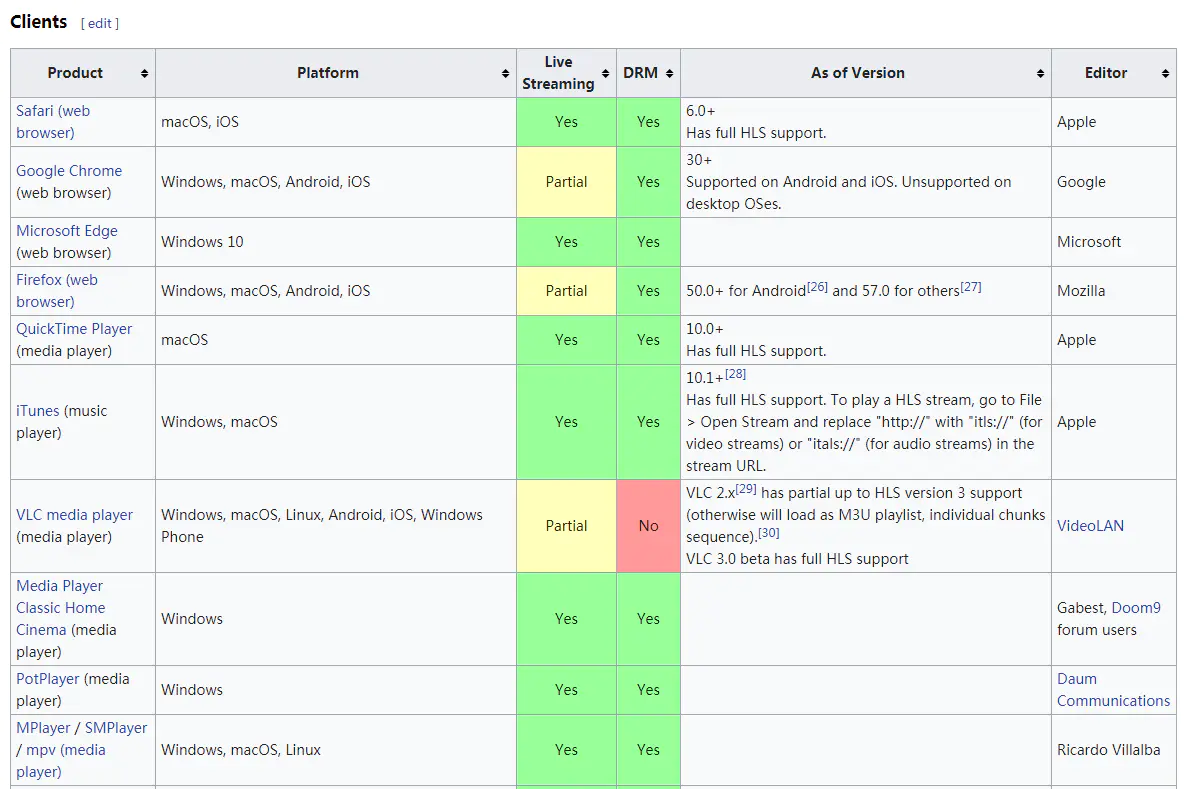 Clients [ edit ]
Product Platform Live Streaming DRM As of Version Editor
Safari (web
browser)
macOS, iOS
Yes
Yes
6.0+
Has full HLS support.
Apple
Google Chrome
(web browser)
Windows, macOS, Android, iOS
Partial
Yes
30+
Supported on Android and iOS. Unsupported on
desktop OSes.
Google
Microsoft Edge
(web browser)
Windows 10
Yes
Yes
Microsoft
Firefox (web
browser)
Windows, macOS, Android, iOS
Partial
Yes
50.0+ for Android[26] and 57.0 for others[27]
Mozilla
QuickTime Player
(media player)
macOS
Yes
Yes
10.0+
Has full HLS support.
Apple
iTunes (music
player)
Windows, macOS
Yes
Yes
10.1+[28]
Has full HLS support. To play a HLS stream, go to File
> Open Stream and replace "http://" with "itls://" (for
video streams) or "itals://" (for audio streams) in the
stream URL.
Apple
VLC media player
(media player)
Windows, macOS, Linux, Android, iOS, Windows
Phone
Partial
No
VLC 2.x[29] has partial up to HLS version 3 support
(otherwise will load as M3U playlist, individual chunks
sequence).[30]
VLC 3.0 beta has full HLS support
VideoLAN
Media Player
Classic Home
Cinema (media
player)
Windows
Yes
Yes
Gabest, Doom9
forum users
PotPlayer (media
player)
Windows
Yes
Yes
Daum
Communications
MPlayer / SMPlayer
/ mpv (media
player)
Windows, macOS, Linux
Yes
Yes
Ricardo Villalba